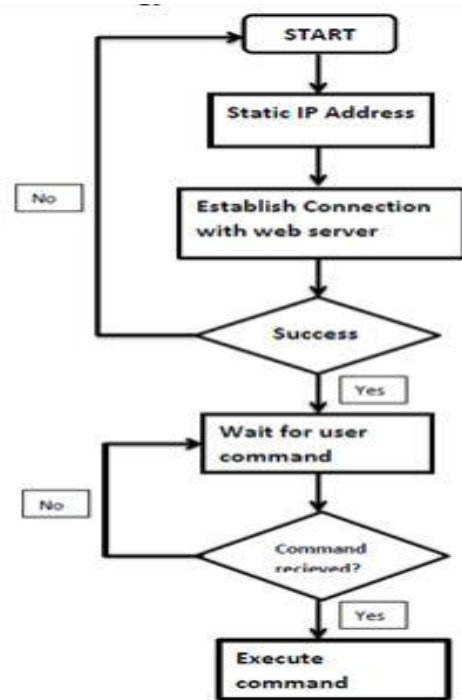 START
Static IP Address
Establish Connection
with web server
No
Success
Yes
Wait for user
command
No
Command
recieved?
Yes
Execute
command